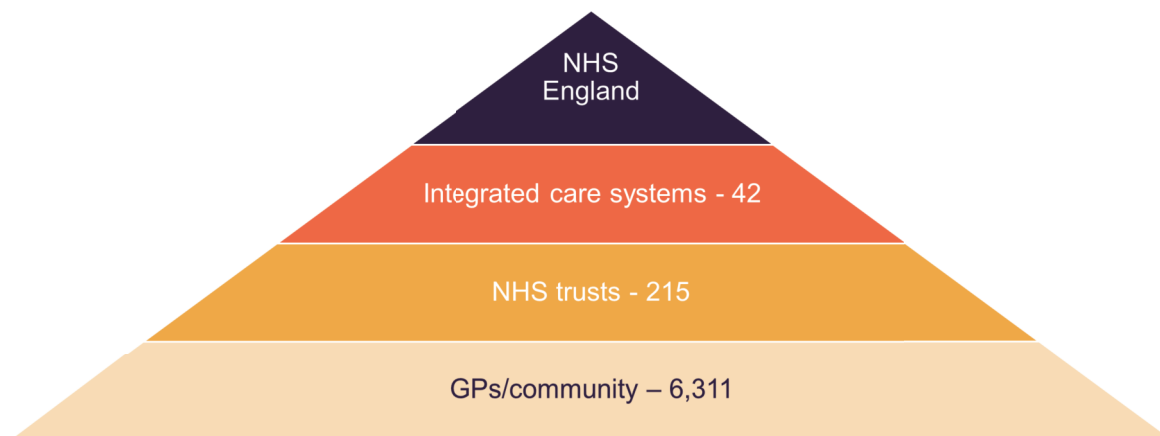 NHS
England
Integrated care systems - 42
NHS trusts - 215
GPs/community – 6,311